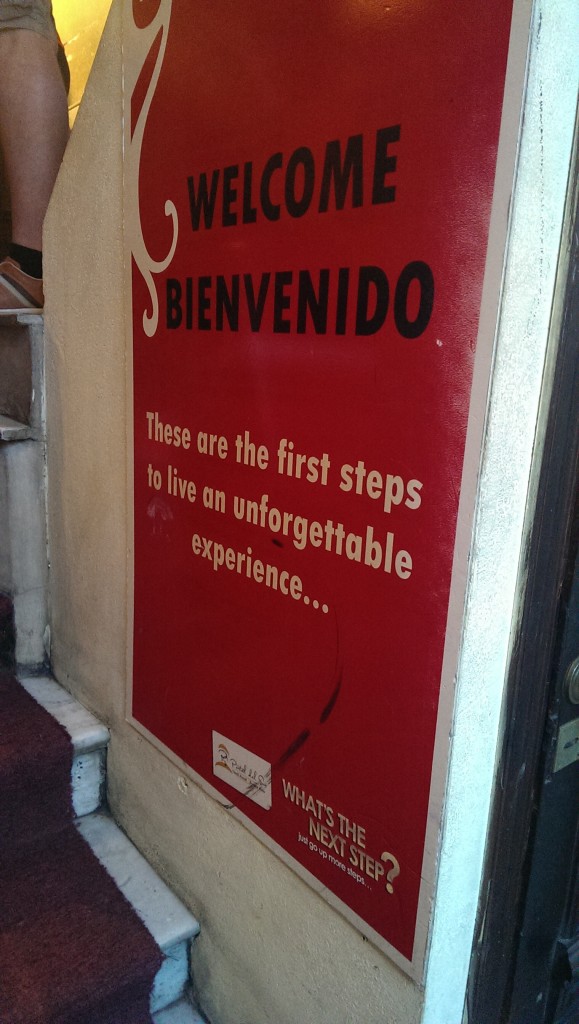 WELCOME
BIENVENIDO
These are the first steps
to live an unforgettable
experience...
WHAT'S THE
NEXT STEP?
just go up more steps...